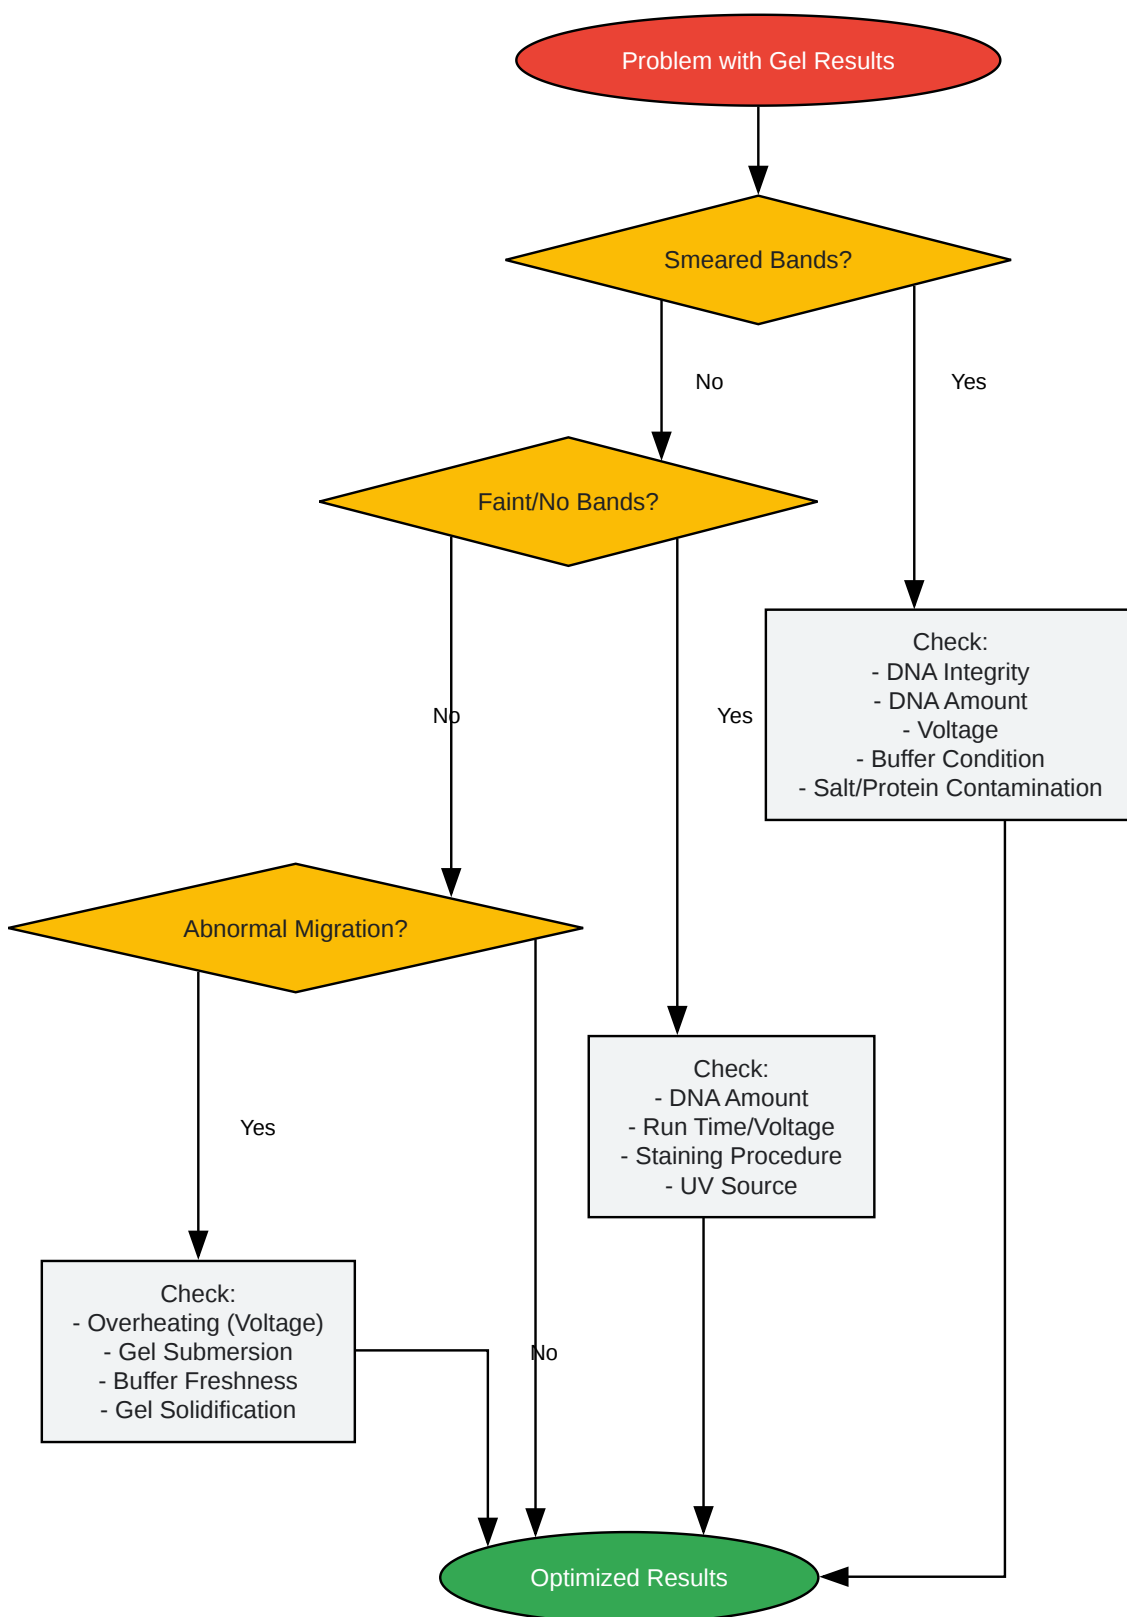 Problem with Gel Results
Smeared Bands?
No
Yes
Faint/No Bands?
Check:
- DNA Integrity
- DNA Amount
- Voltage
- Buffer Condition
- Salt/Protein Contamination
No
Yes
Abnormal Migration?
Check:
- DNA Amount
- Run Time/Voltage
- Staining Procedure
- UV Source
Yes
Check:
- Overheating (Voltage)
- Gel Submersion
- Buffer Freshness
- Gel Solidification
No
Optimized Results